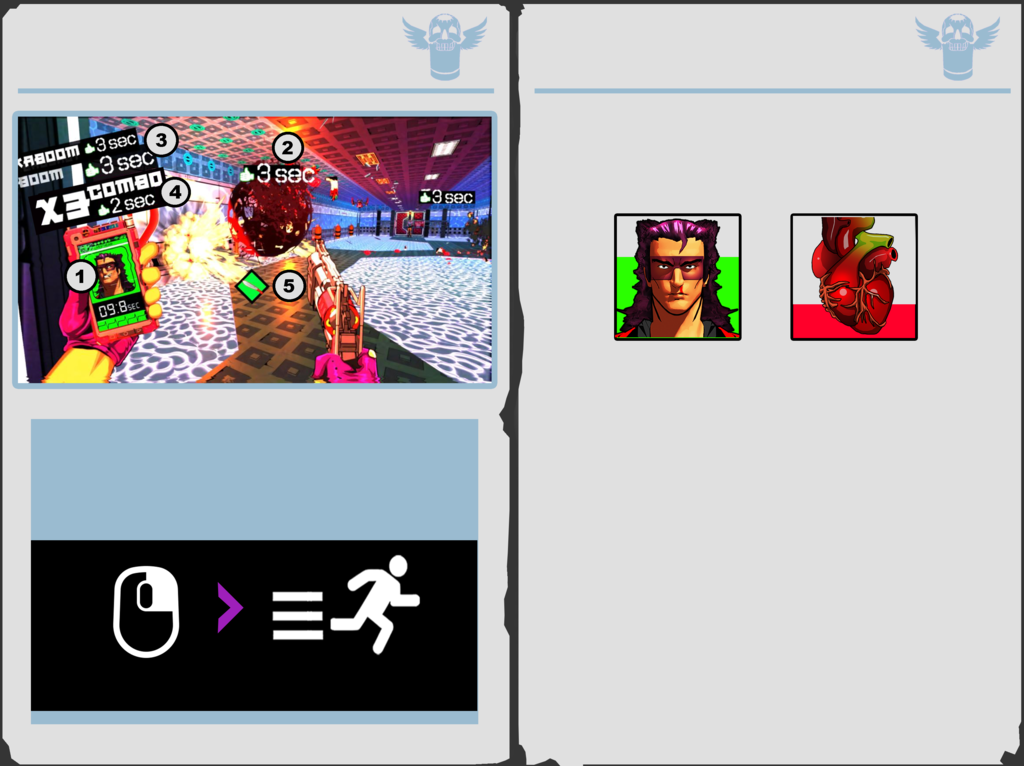 KABOOM 3 sec
BOOM 3 sec
X3 COMBO
2 sec
3
4
2
3 sec
3 sec
1
09:8 SEC
5